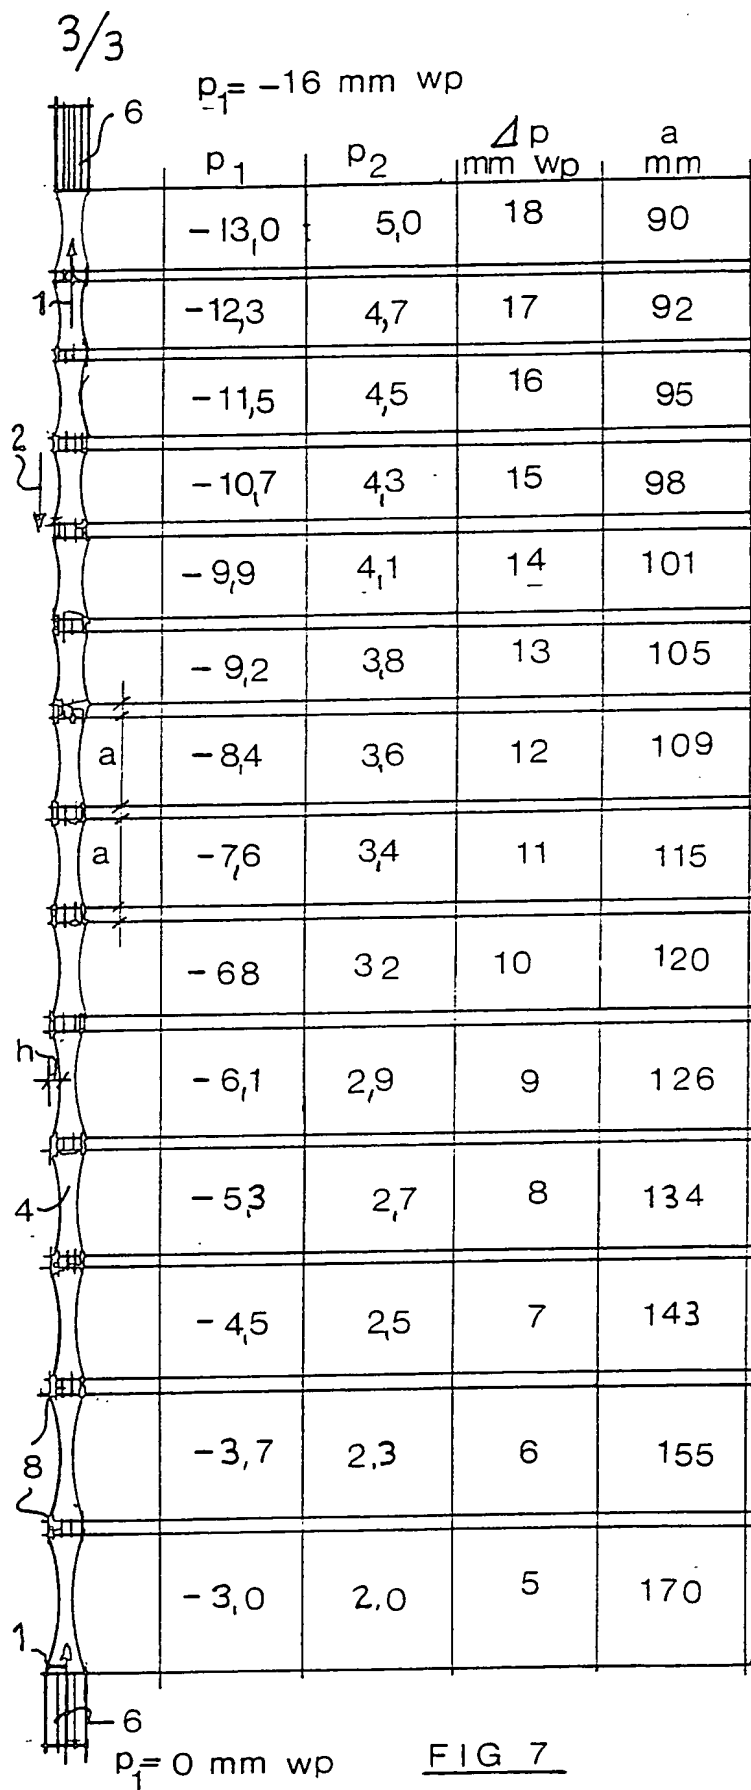 3/3
p1 = -16 mm wp
6
p1 p2 Δp mm wp a mm
-13,0 5,0 18 90
1 -12,3 4,7 17 92
-11,5 4,5 16 95
2 -10,7 4,3 15 98
-9,9 4,1 14 101
-9,2 3,8 13 105
a -8,4 3,6 12 109
a -7,6 3,4 11 115
-68 32 10 120
h -6,1 2,9 9 126
4 -5,3 2,7 8 134
-4,5 2,5 7 143
8 -3,7 2,3 6 155
-3,0 2,0 5 170
1
6
p1 = 0 mm wp FIG 7